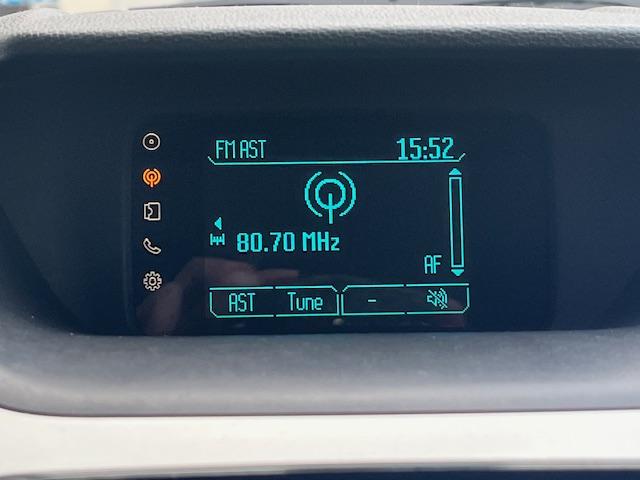 FM AST 15:52
80.70 MHz
AF
AST Tune -